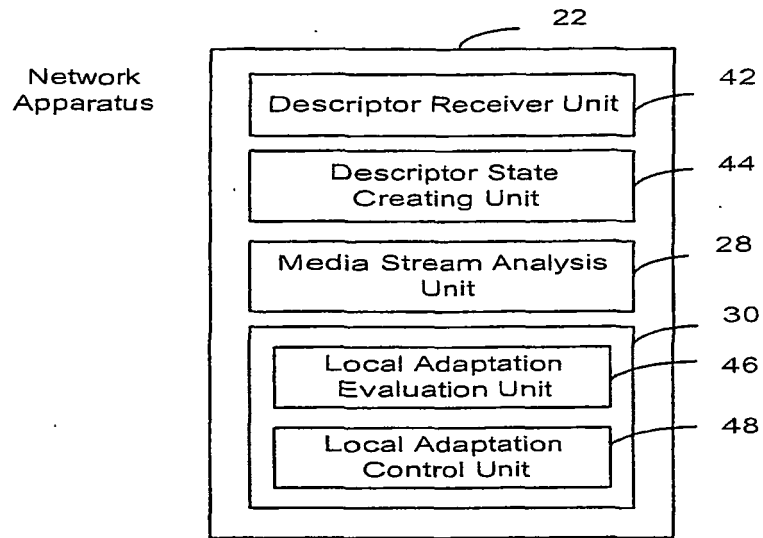 22
Network
Apparatus
Descriptor Receiver Unit
42
Descriptor State
Creating Unit
44
Media Stream Analysis
Unit
28
30
Local Adaptation
Evaluation Unit
46
Local Adaptation
Control Unit
48